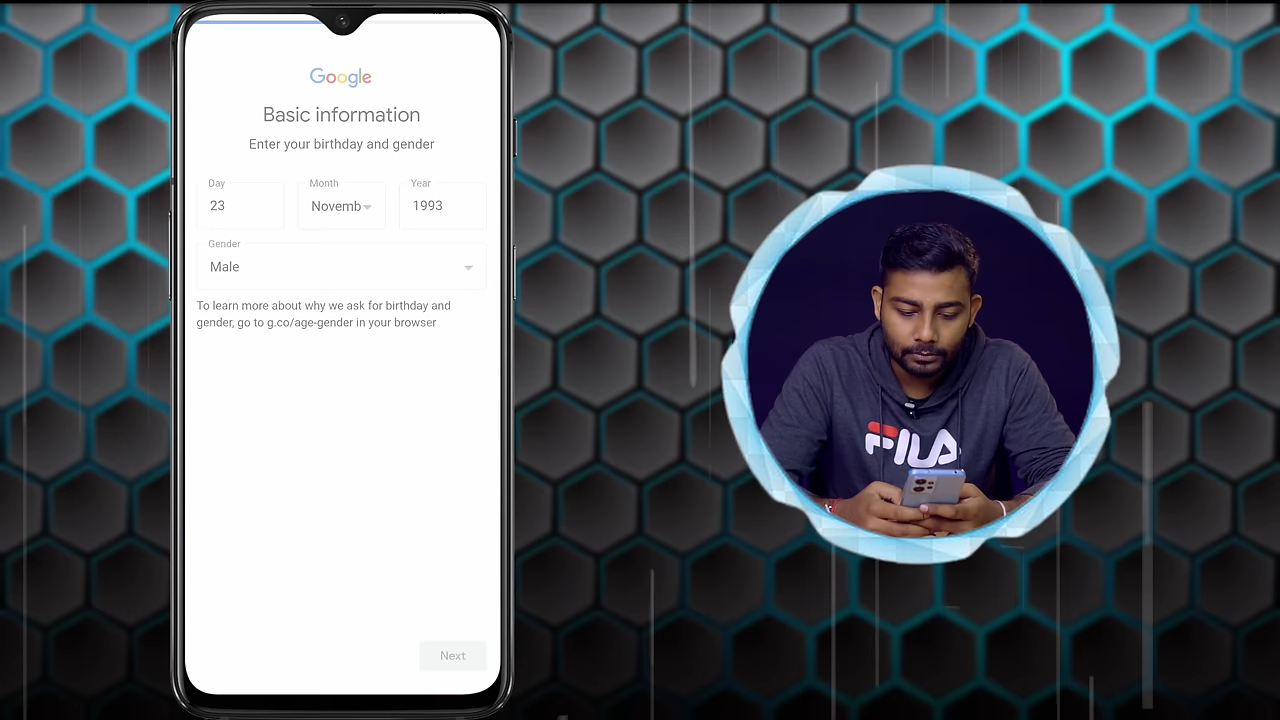 Google
Basic information
Enter your birthday and gender
Day
Month
Year
23
Novemb
1993
Gender
Male
To learn more about why we ask for birthday and
gender, go to g.co/age-gender in your browser
FILA
Next